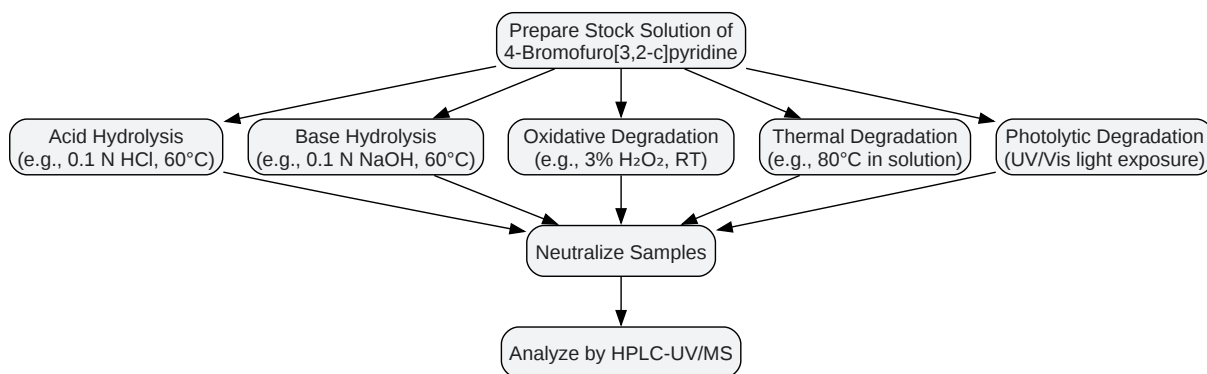 Prepare Stock Solution of
4-Bromofuro[3,2-c]pyridine
Acid Hydrolysis
(e.g., 0.1 N HCl, 60°C)
Base Hydrolysis
(e.g., 0.1 N NaOH, 60°C)
Oxidative Degradation
(e.g., 3% H₂O₂, RT)
Thermal Degradation
(e.g., 80°C in solution)
Photolytic Degradation
(UV/Vis light exposure)
Neutralize Samples
Analyze by HPLC-UV/MS